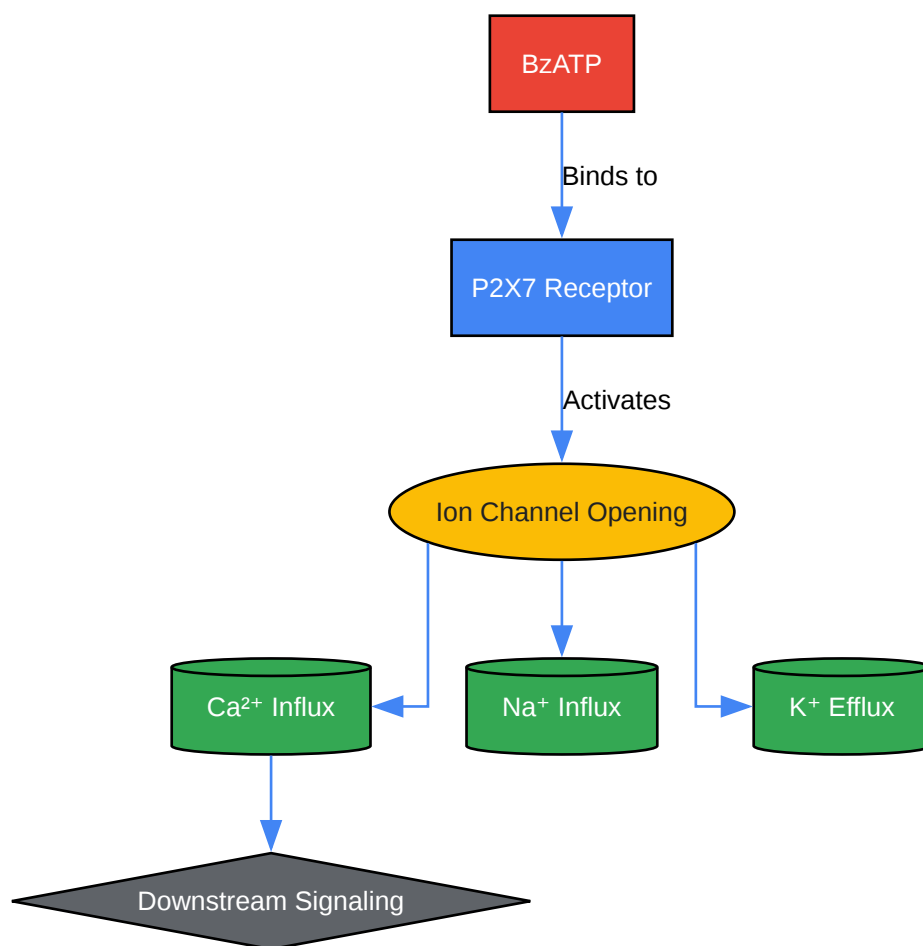 BzATP
Binds to
P2X7 Receptor
Activates
Ion Channel Opening
Ca²⁺ Influx
Na⁺ Influx
K⁺ Efflux
Downstream Signaling